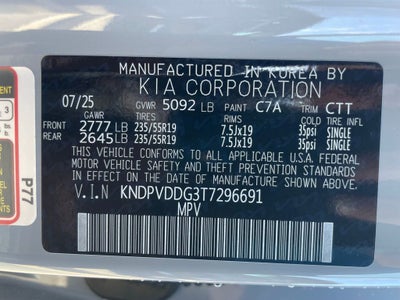 MANUFACTURED IN KOREA BY
KIA CORPORATION
07/25 GVWR 5092 LB PAINT C7A TRIM CTT
GAWR TIRES RIMS COLD TIRE INFL
FRONT 2777 LB 235/55R19 7.5Jx19 35psi SINGLE
REAR 2645 LB 235/55R19 7.5Jx19 35psi SINGLE
THIS VEHICLE CONFORMS TO ALL APPLICABLE U.S.A. FEDERAL
MOTOR VEHICLE SAFETY AND THEFT PREVENTION STANDARDS
IN EFFECT ON THE DATE OF MANUFACTURE SHOWN ABOVE.
V.I.N KNDPVDDG3T7296691
MPV
3
P77